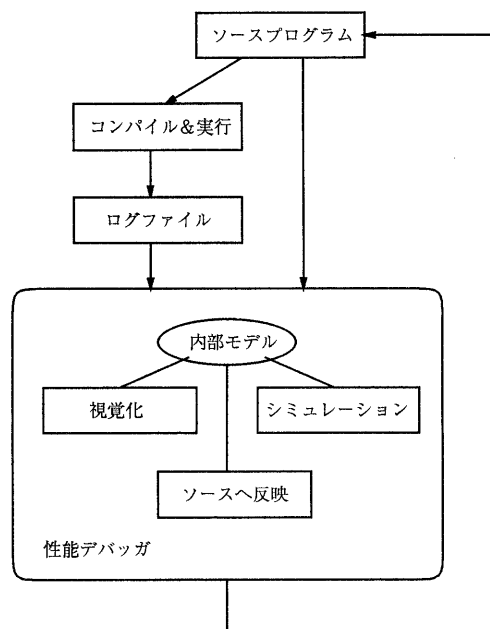 ソースプログラム
コンパイル＆実行
ログファイル
内部モデル
視覚化
シミュレーション
ソースへ反映
性能デバッガ